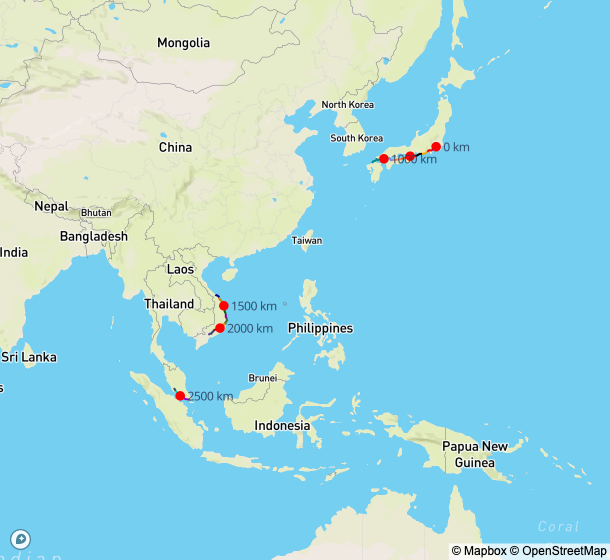 Mongolia
North Korea
South Korea
0 km
China
1000 km
Nepal
Bhutan
Bangladesh
India
Taiwan
Laos
Thailand
1500 km
2000 km
Philippines
Sri Lanka
Brunei
2500 km
Indonesia
Papua New
Guinea
Coral
© Mapbox © OpenStreetMap